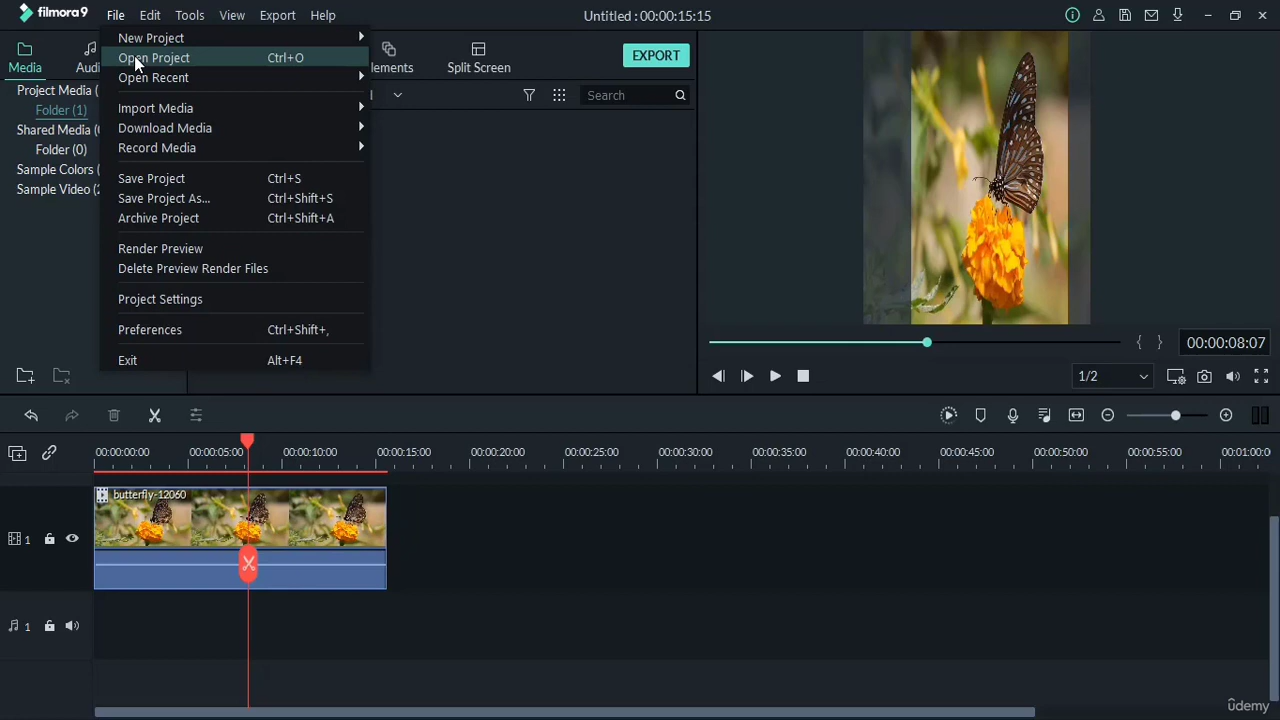 filmora9
File Edit Tools View Export Help
Untitled : 00:00:15:15
Media
Audi
lements
Split Screen
EXPORT
New Project
Open Project Ctrl+O
Open Recent
Import Media
Download Media
Record Media
Save Project Ctrl+S
Save Project As... Ctrl+Shift+S
Archive Project Ctrl+Shift+A
Render Preview
Delete Preview Render Files
Project Settings
Preferences Ctrl+Shift+,
Exit Alt+F4
Project Media (
Folder (1)
Shared Media (
Folder (0)
Sample Colors (
Sample Video (2
Search
00:00:08:07
1/2
00:00:00:00 00:00:05:00 00:00:10:00 00:00:15:00 00:00:20:00 00:00:25:00 00:00:30:00 00:00:35:00 00:00:40:00 00:00:45:00 00:00:50:00 00:00:55:00 00:01:00:0
butterfly-12060
1
1
ûdemy